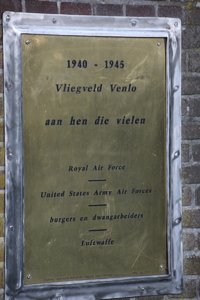 1940 - 1945
Vliegveld Venlo
aan hen die vielen
Royal Air Force
United States Army Air Forces
burgers en dwangarbeiders
Luftwaffe